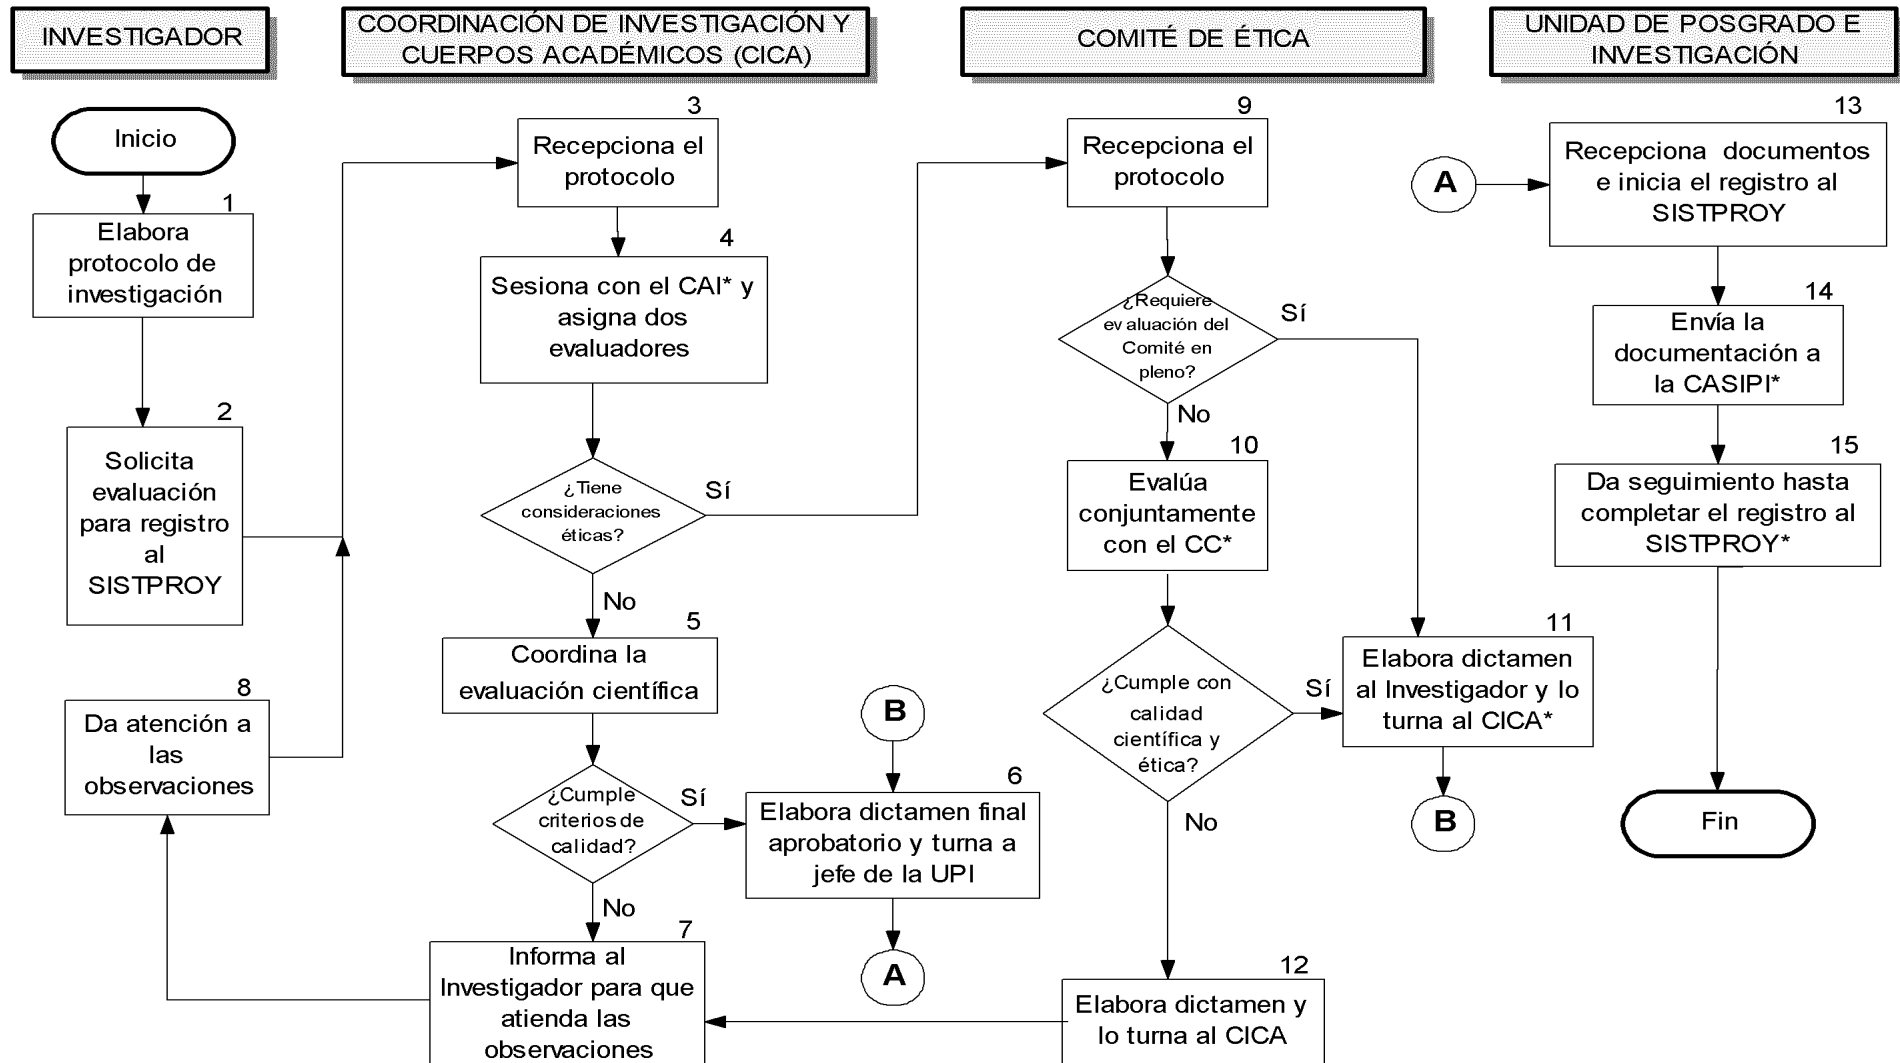 INVESTIGADOR
COORDINACIÓN DE INVESTIGACIÓN Y
CUERPOS ACADÉMICOS (CICA)
COMITÉ DE ÉTICA
UNIDAD DE POSGRADO E
INVESTIGACIÓN
Inicio
1
Elabora
protocolo de
investigación
2
Solicita
evaluación
para registro
al
SISTPROY
8
Da atención a
las
observaciones
3
Recepciona el
protocolo
4
Sesiona con el CAI* y
asigna dos
evaluadores
¿Tiene
consideraciones
éticas?
Sí
No
5
Coordina la
evaluación científica
¿Cumple
criterios de
calidad?
Sí
No
B
6
Elabora dictamen final
aprobatorio y turna a
jefe de la UPI
A
7
Informa al
Investigador para que
atienda las
observaciones
9
Recepciona el
protocolo
¿Requiere
evaluación del
Comité en
pleno?
Sí
No
10
Evalúa
conjuntamente
con el CC*
¿Cumple con
calidad
científica y
ética?
Sí
No
11
Elabora dictamen
al Investigador y lo
turna al CICA*
B
12
Elabora dictamen y
lo turna al CICA
A
13
Recepciona documentos
e inicia el registro al
SISTPROY
14
Envía la
documentación a
la CASIPI*
15
Da seguimiento hasta
completar el registro al
SISTPROY*
Fin